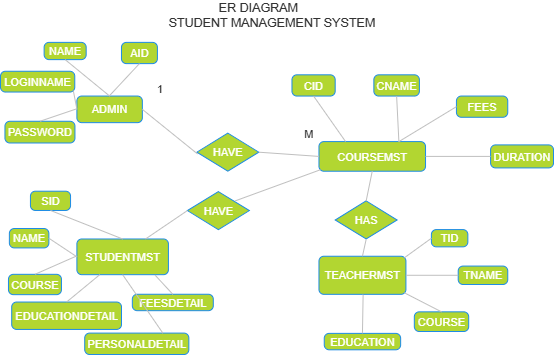 ER DIAGRAM
STUDENT MANAGEMENT SYSTEM
NAME
AID
LOGINNAME
ADMIN
1
PASSWORD
HAVE
M
CID
CNAME
FEES
COURSEMST
DURATION
SID
HAVE
HAS
NAME
STUDENTMST
COURSE
FEESDETAIL
EDUCATIONDETAIL
PERSONALDETAIL
TID
TEACHERMST
TNAME
COURSE
EDUCATION